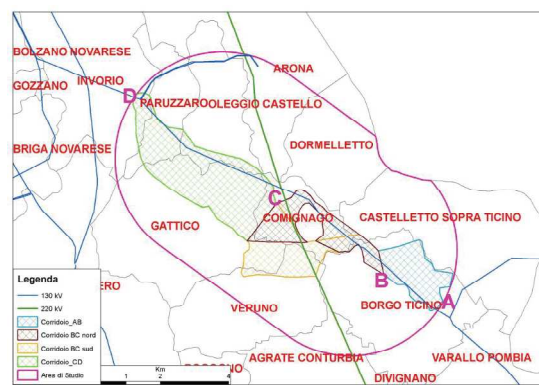 BOLZANO NOVARESE
INVORIO
ARONA
GOZZANO
D
PARUZZARO
OLEGGIO CASTELLO
DORMELLETTO
BRIGA NOVARESE
C
COMIGNAGO
CASTELLETTO SOPRA TICINO
GATTICO
B
BORGO TICINO
A
VERUNO
AGRATE CONTURBIA
VARALLO POMBIA
DIVIGNANO
Legenda
130 kV
220 kV
Corridoio_AB
Corridoio BC nord
Corridoio BC sud
Corridoio_CD
Area di Studio
Km
1 2 4